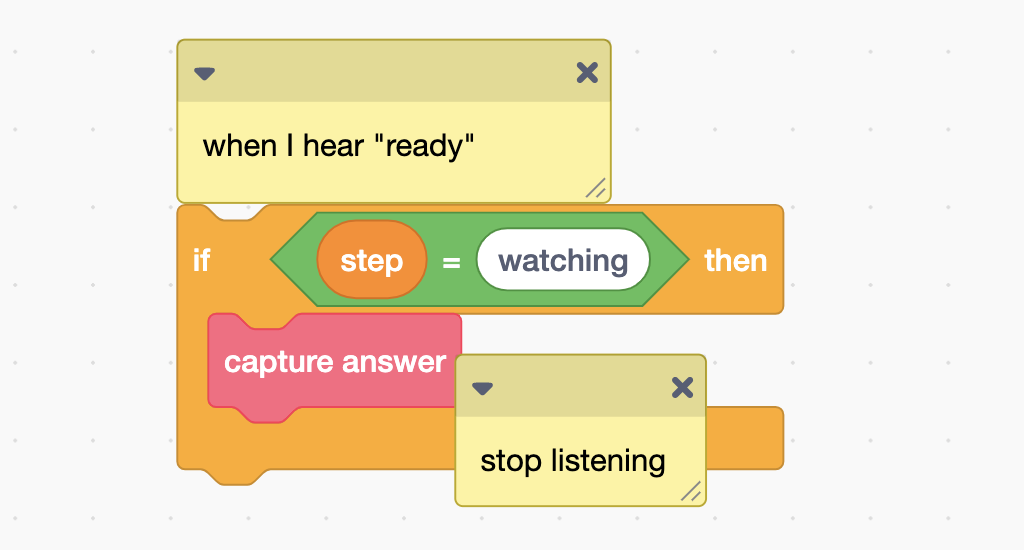 when I hear "ready"
if step = watching then
capture answer
stop listening